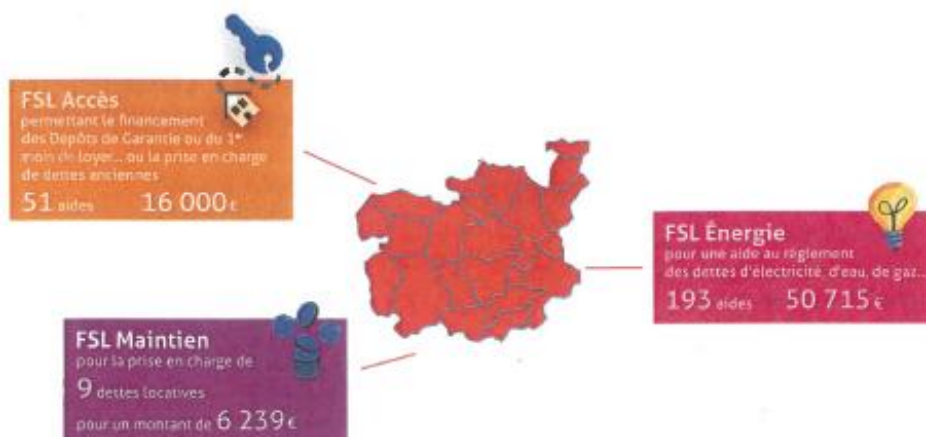 FSL Accès
permettant le financement
des Dépôts de Garantie ou du 1er
mois de loyer... ou la prise en charge
de dettes anciennes
51 aides 16 000 €
FSL Énergie
pour une aide au règlement
des dettes d'électricité, d'eau, de gaz...
193 aides 50 715 €
FSL Maintien
pour la prise en charge de
9 dettes locatives
pour un montant de 6 239 €